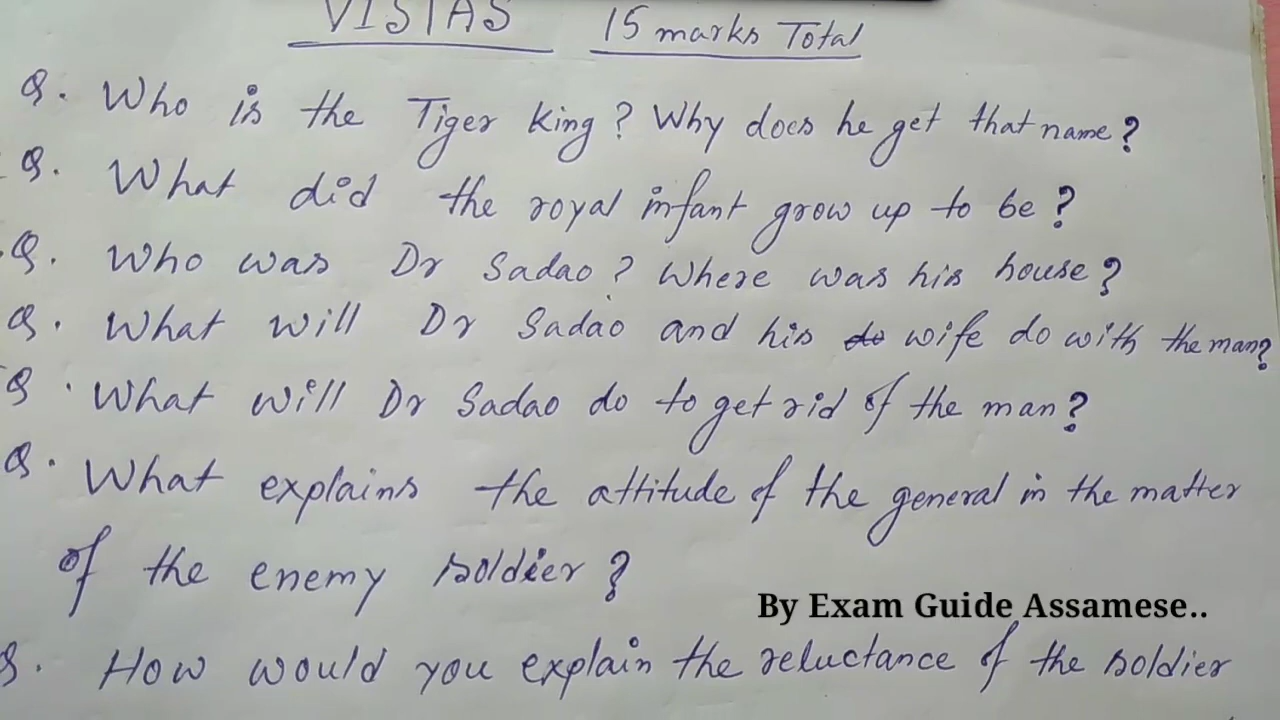 VISTAS 15 marks Total
Q. Who is the Tiger King? Why does he get that name?
Q. What did the royal infant grow up to be?
Q. Who was Dr Sadao? Where was his house?
Q. What will Dr Sadao and his do wife do with the man?
Q. What will Dr Sadao do to get rid of the man?
Q. What explains the attitude of the general in the matter
of the enemy soldier?
By Exam Guide Assamese..
Q. How would you explain the reluctance of the soldier